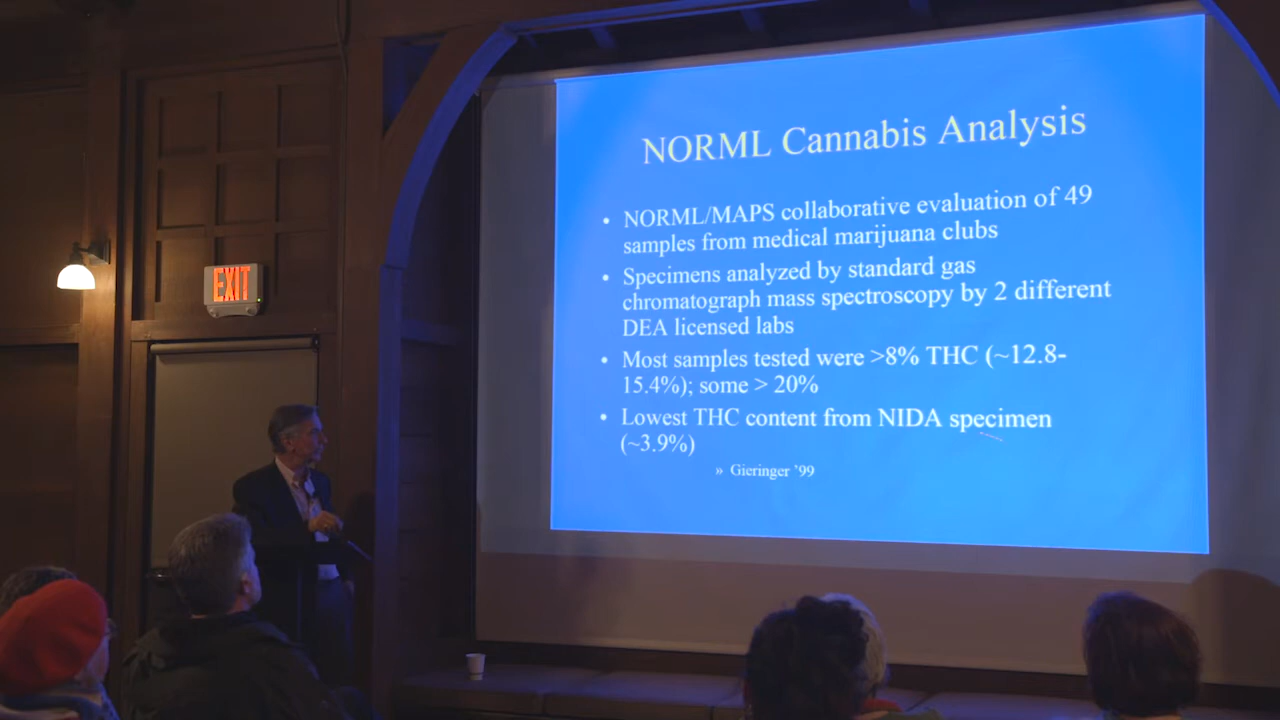 NORML Cannabis Analysis
• NORML/MAPS collaborative evaluation of 49
samples from medical marijuana clubs
• Specimens analyzed by standard gas
chromatograph mass spectroscopy by 2 different
DEA licensed labs
• Most samples tested were >8% THC (~12.8-
15.4%); some > 20%
• Lowest THC content from NIDA specimen
(~3.9%)
» Gieringer '99
EXIT